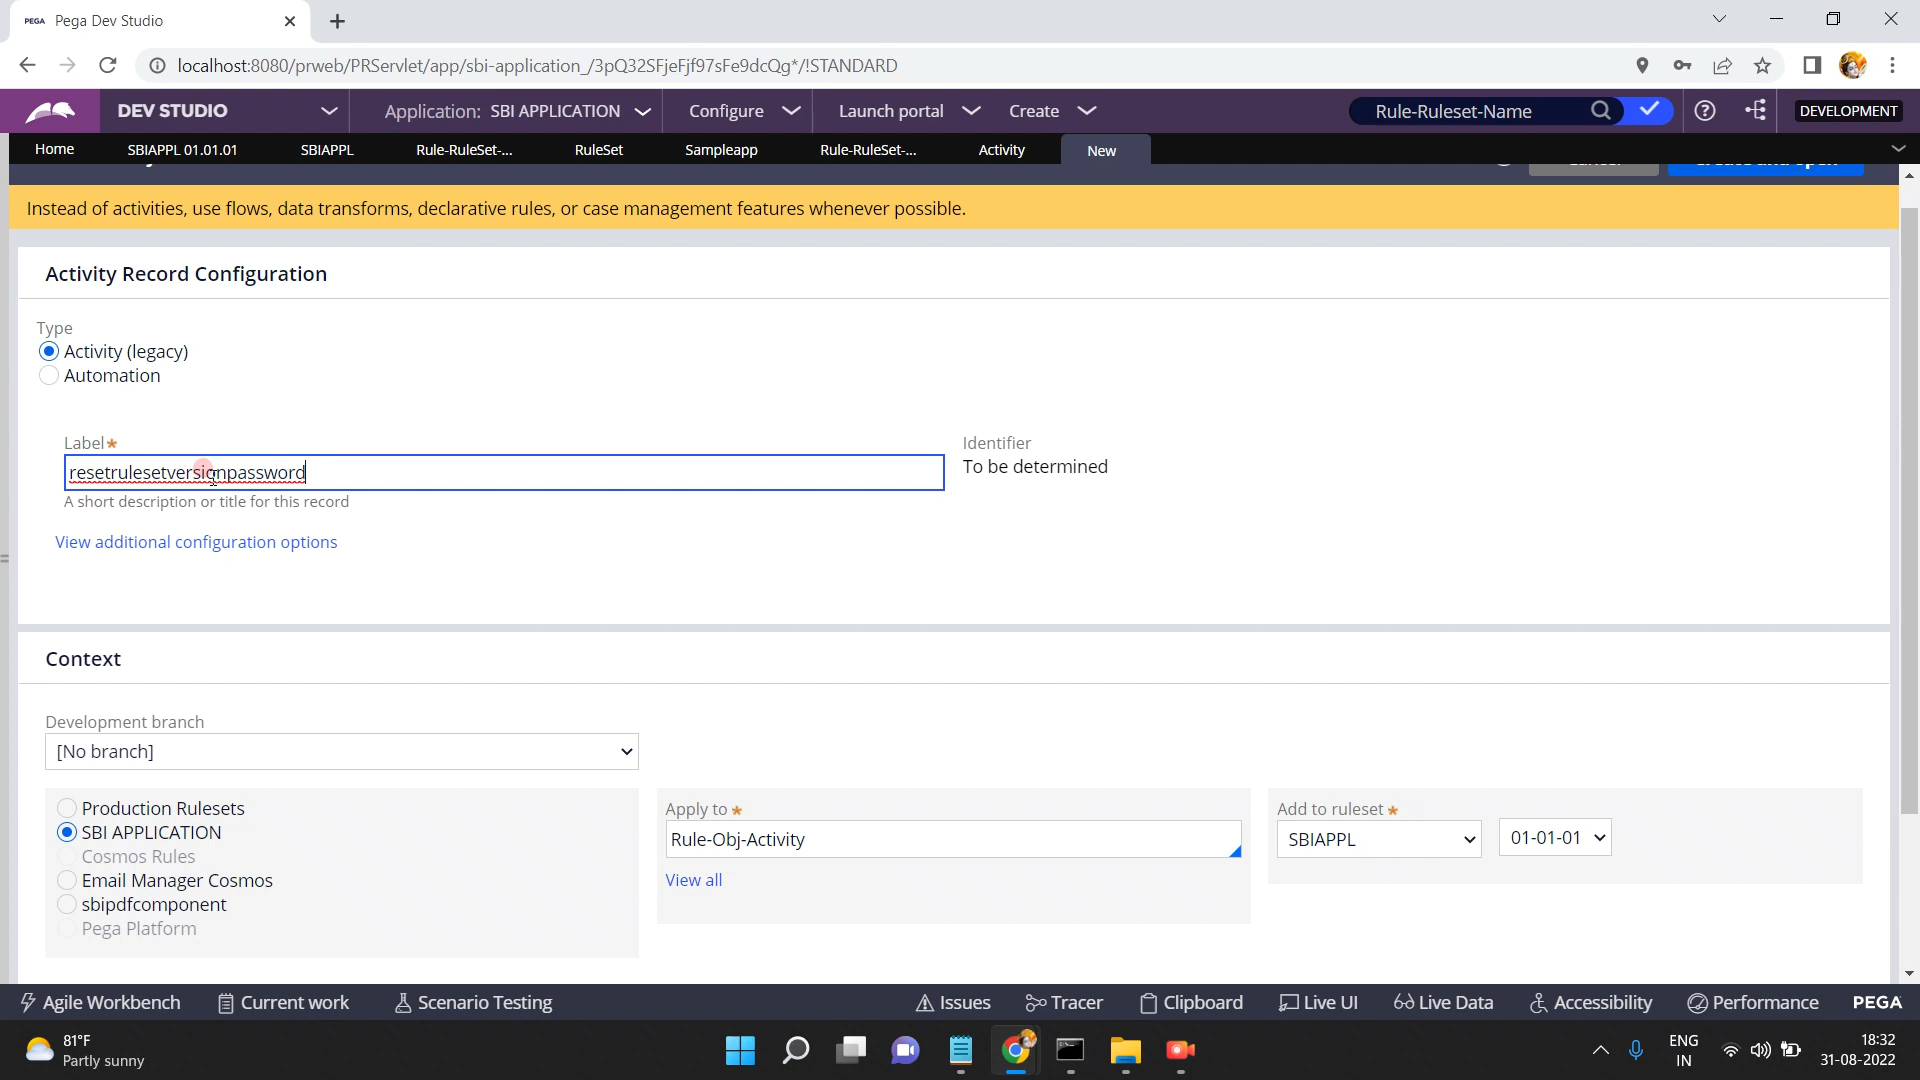 PEGA Pega Dev Studio
localhost:8080/prweb/PRServlet/app/sbi-application_/3pQ32SFjeFjf97sFe9dcQg*/!STANDARD
DEV STUDIO Application: SBI APPLICATION Configure Launch portal Create Rule-Ruleset-Name DEVELOPMENT
Home SBIAPPL 01.01.01 SBIAPPL Rule-RuleSet-... RuleSet Sampleapp Rule-RuleSet-... Activity New
Instead of activities, use flows, data transforms, declarative rules, or case management features whenever possible.
Activity Record Configuration
Type
Activity (legacy)
Automation
Label* Identifier
resetrulesetversionpassword To be determined
A short description or title for this record
View additional configuration options
Context
Development branch
[No branch]
Production Rulesets Apply to* Add to ruleset*
SBI APPLICATION Rule-Obj-Activity SBIAPPL 01-01-01
Cosmos Rules
Email Manager Cosmos View all
sbipdfcomponent
Pega Platform
Agile Workbench Current work Scenario Testing Issues Tracer Clipboard Live UI Live Data Accessibility Performance PEGA
81°F ENG 18:32
Partly sunny IN 31-08-2022